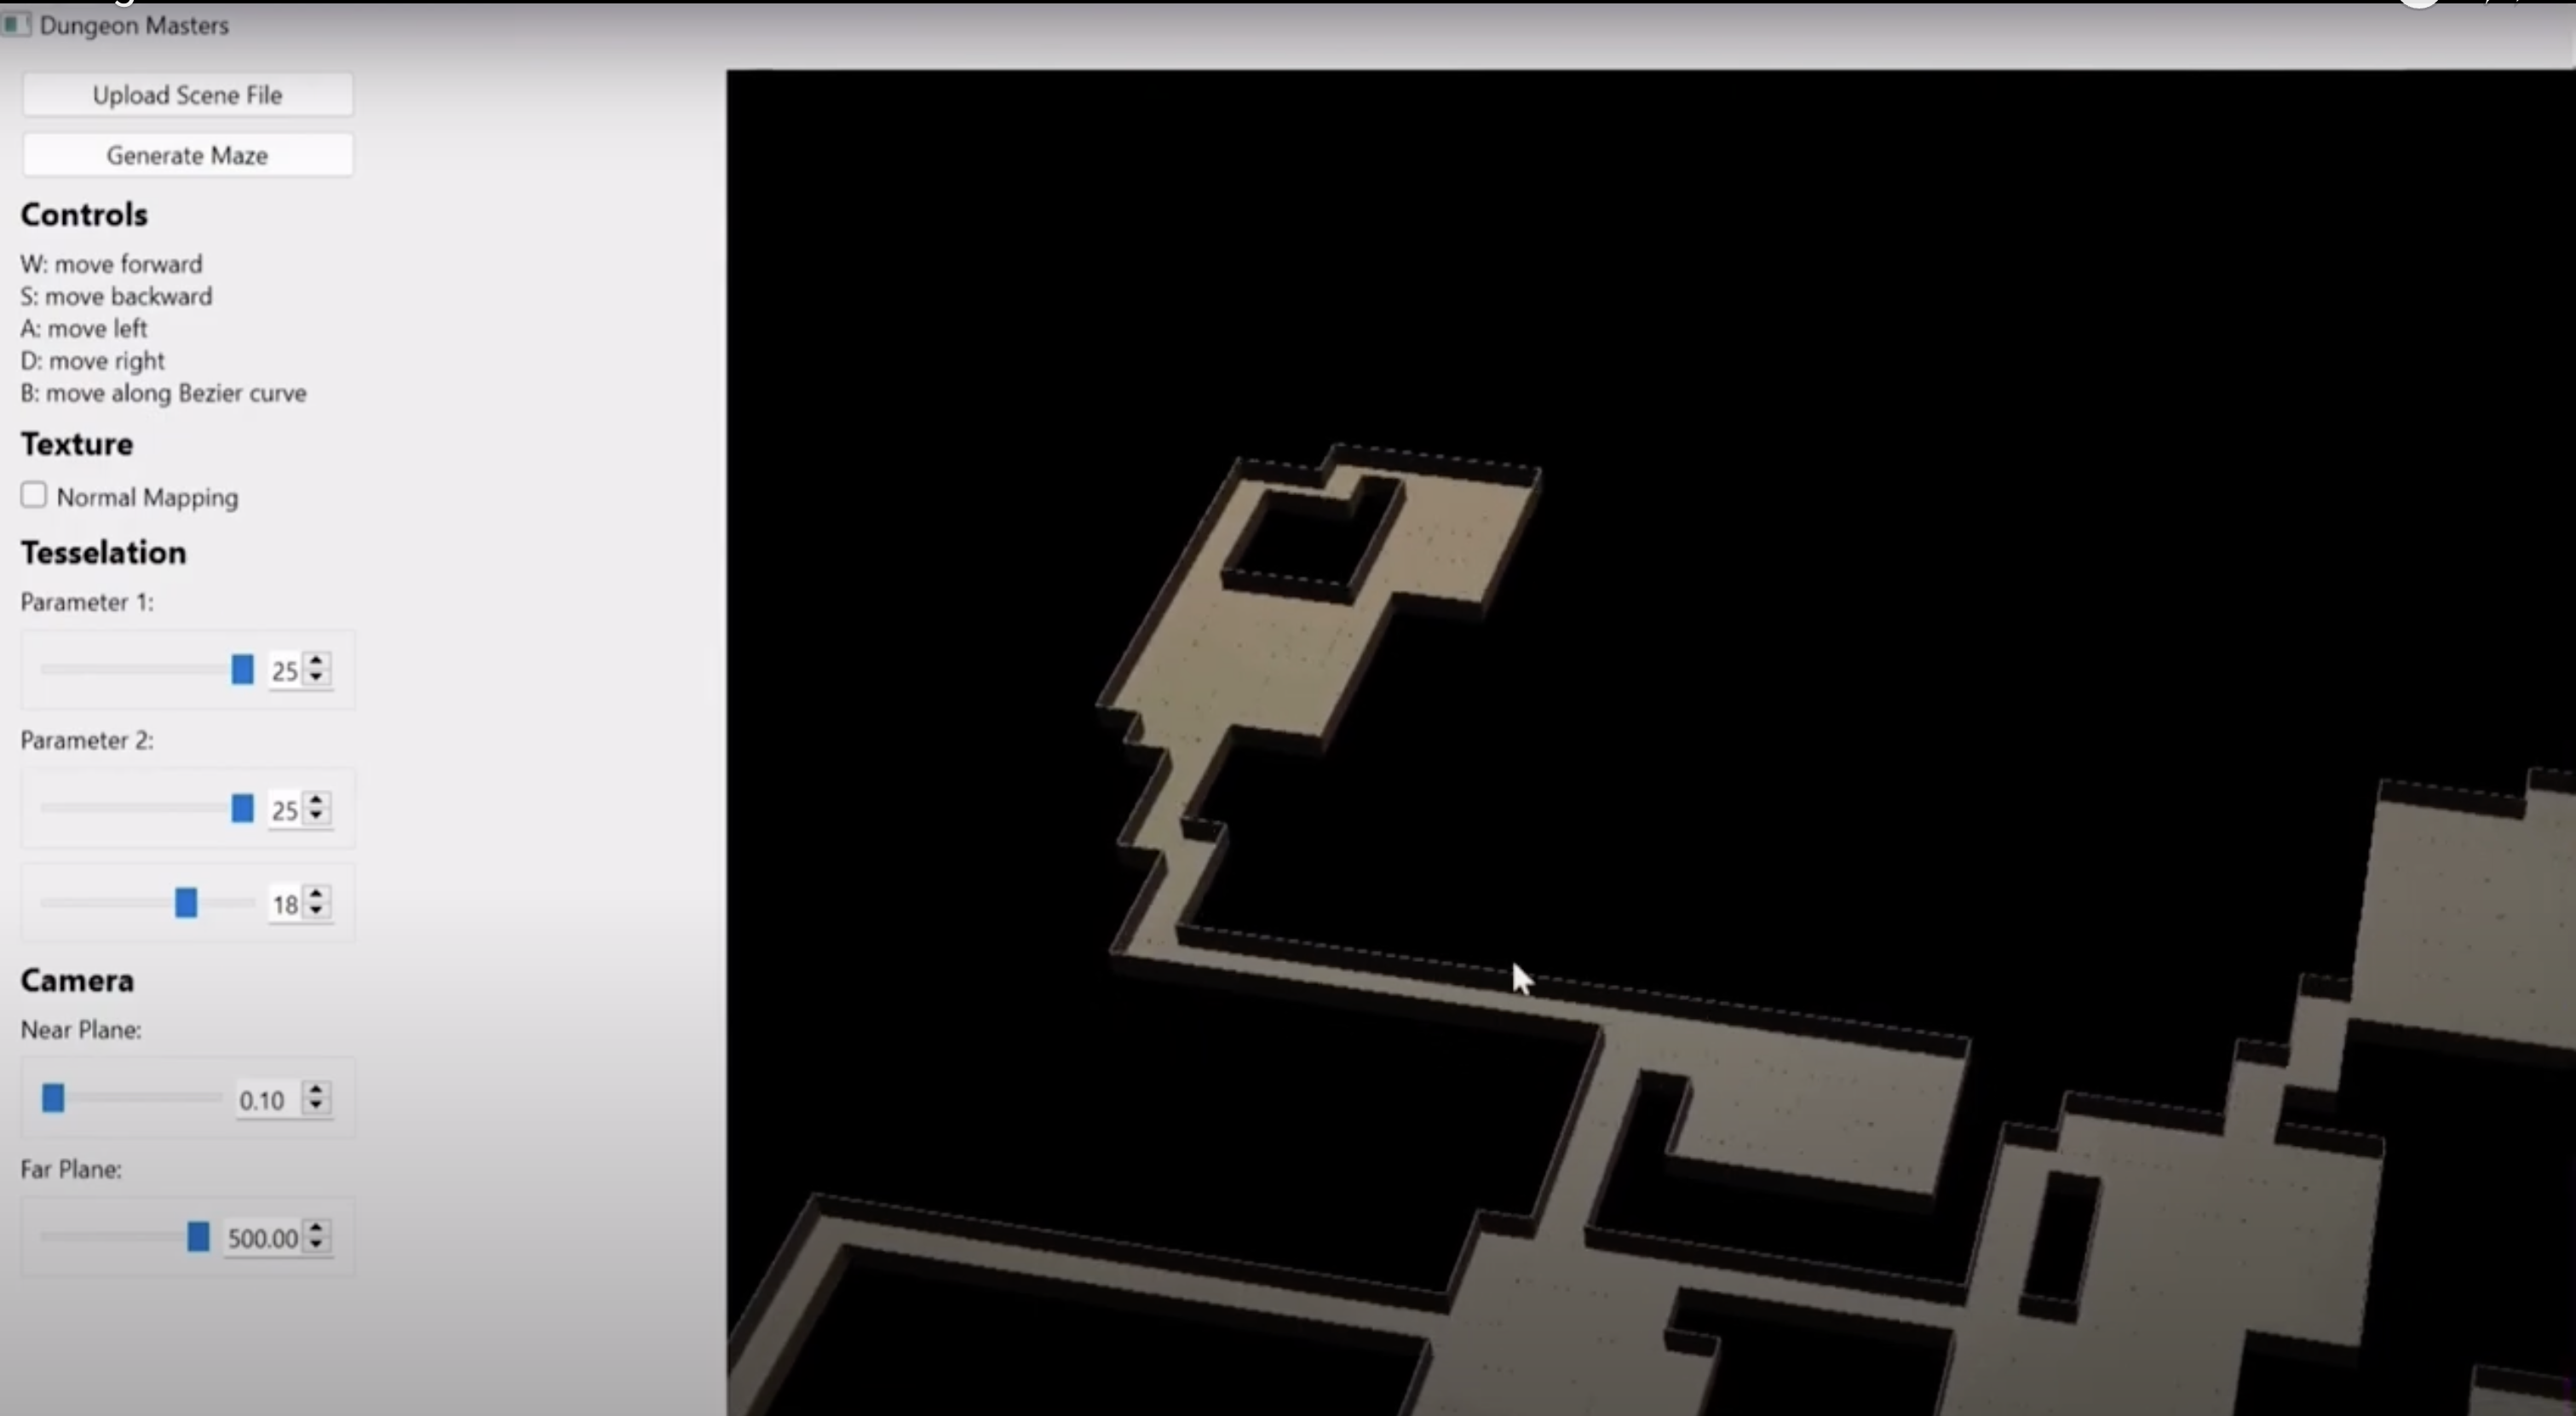 Dungeon Masters
Upload Scene File
Generate Maze
Controls
W: move forward
S: move backward
A: move left
D: move right
B: move along Bezier curve
Texture
Normal Mapping
Tesselation
Parameter 1:
25
Parameter 2:
25
18
Camera
Near Plane:
0.10
Far Plane:
500.00